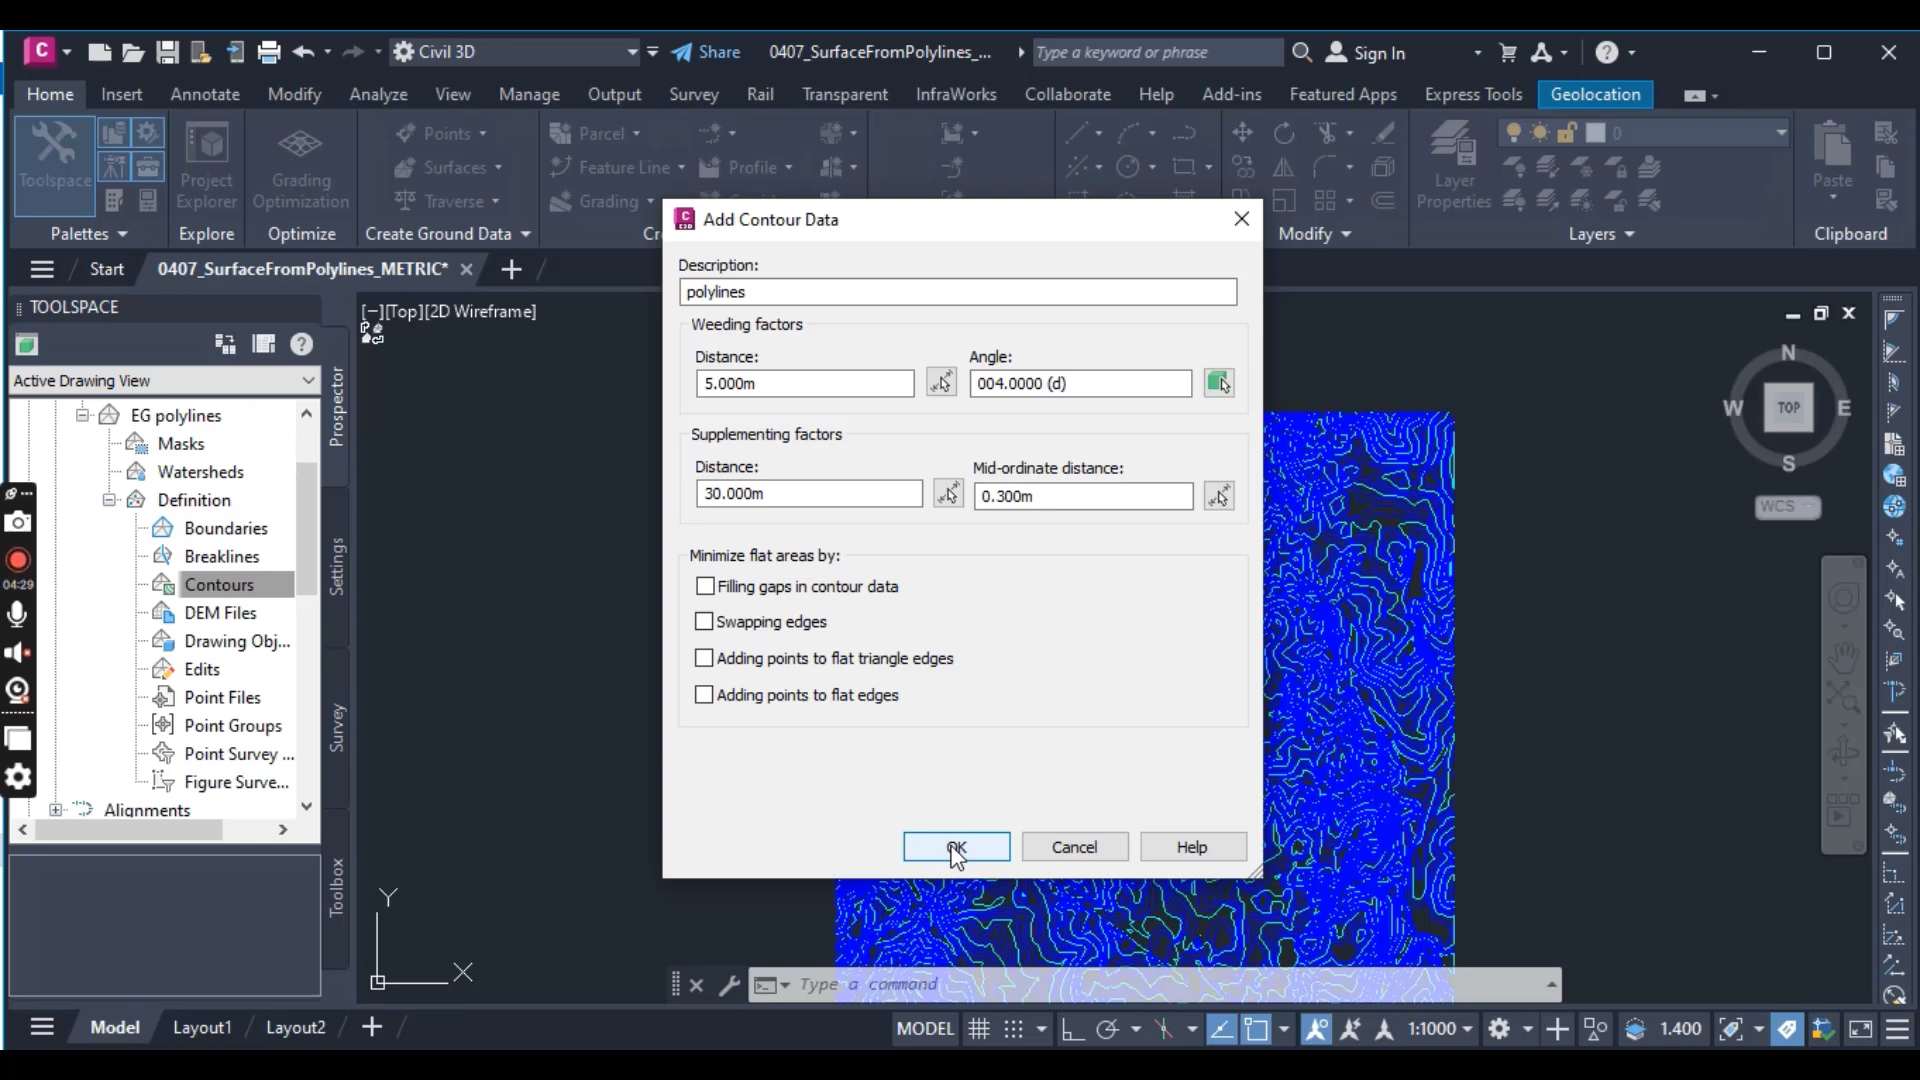 C
Civil 3D
Share
0407_SurfaceFromPolylines_...
Type a keyword or phrase
Sign In
Home
Insert
Annotate
Modify
Analyze
View
Manage
Output
Survey
Rail
Transparent
InfraWorks
Collaborate
Help
Add-ins
Featured Apps
Express Tools
Geolocation
Toolspace
Project
Explorer
Grading
Optimization
Points
Surfaces
Traverse
Parcel
Feature Line
Grading
Profile
Layer
Properties
0
Paste
Palettes
Explore
Optimize
Create Ground Data
Modify
Layers
Clipboard
Start
0407_SurfaceFromPolylines_METRIC*
TOOLSPACE
Active Drawing View
EG polylines
Masks
Watersheds
Definition
Boundaries
Breaklines
Contours
DEM Files
Drawing Obj...
Edits
Point Files
Point Groups
Point Survey ...
Figure Surve...
Alignments
Prospector
Settings
Survey
Toolbox
04:29
[−][Top][2D Wireframe]
Add Contour Data
Description:
polylines
Weeding factors
Distance:
Angle:
5.000m
004.0000 (d)
Supplementing factors
Distance:
Mid-ordinate distance:
30.000m
0.300m
Minimize flat areas by:
Filling gaps in contour data
Swapping edges
Adding points to flat triangle edges
Adding points to flat edges
OK
Cancel
Help
N
W
TOP
E
S
WCS
Y
X
Type a command
Model
Layout1
Layout2
MODEL
1:1000
1.400